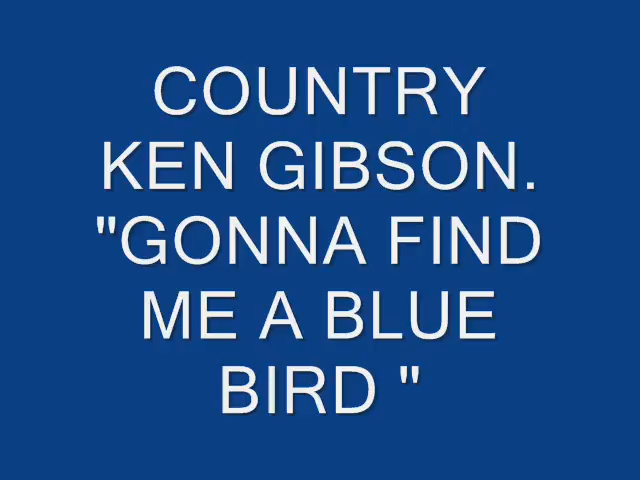 COUNTRY
KEN GIBSON.
"GONNA FIND
ME A BLUE
BIRD "